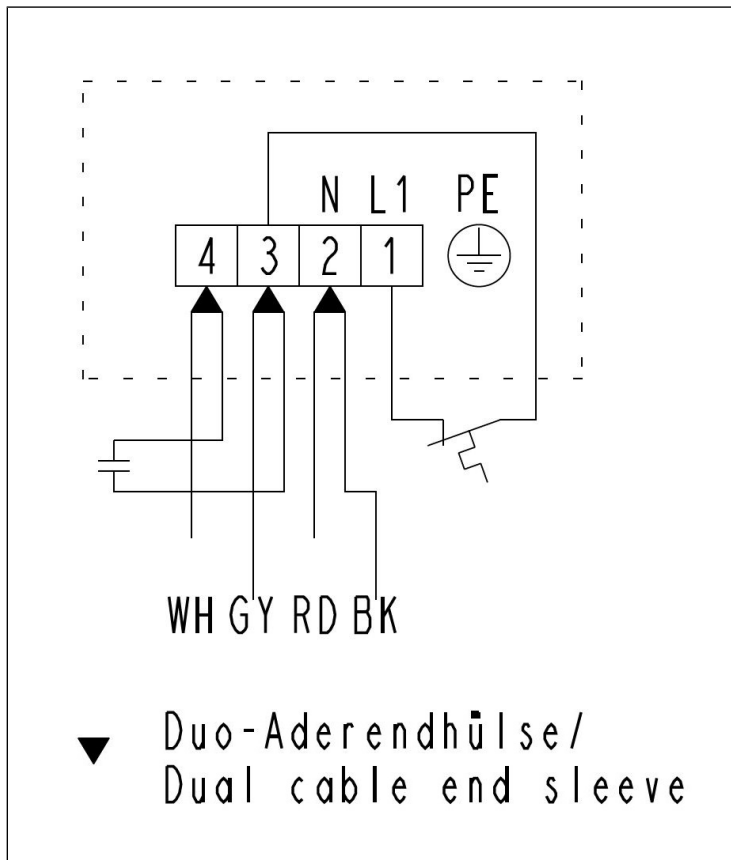 N L1 PE
4 3 2 1
WH GY RD BK
Duo-Aderendhülse/
Dual cable end sleeve